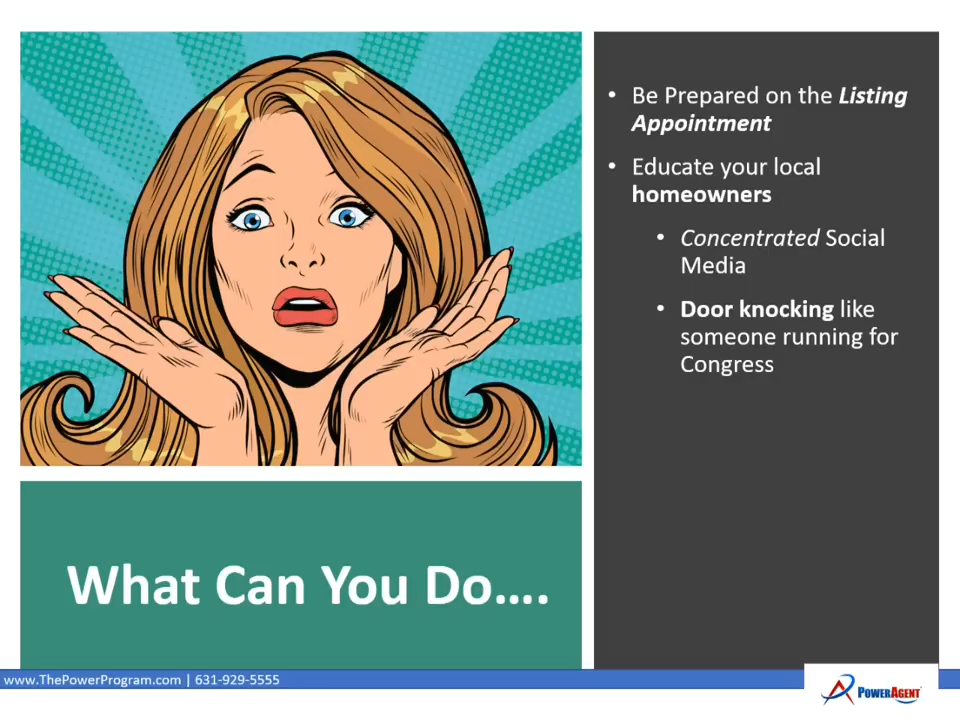 • Be Prepared on the Listing
Appointment
• Educate your local
homeowners
• Concentrated Social
Media
• Door knocking like
someone running for
Congress
What Can You Do....
www.ThePowerProgram.com | 631-929-5555
POWERAGENT